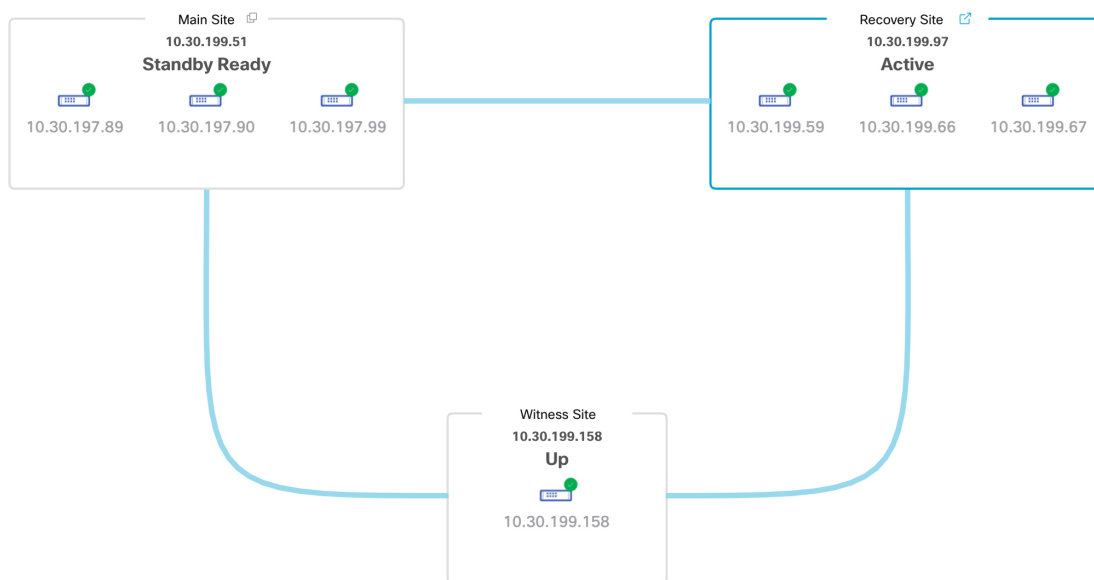 Main Site
10.30.199.51
Standby Ready
10.30.197.89 10.30.197.90 10.30.197.99
Recovery Site
10.30.199.97
Active
10.30.199.59 10.30.199.66 10.30.199.67
Witness Site
10.30.199.158
Up
10.30.199.158